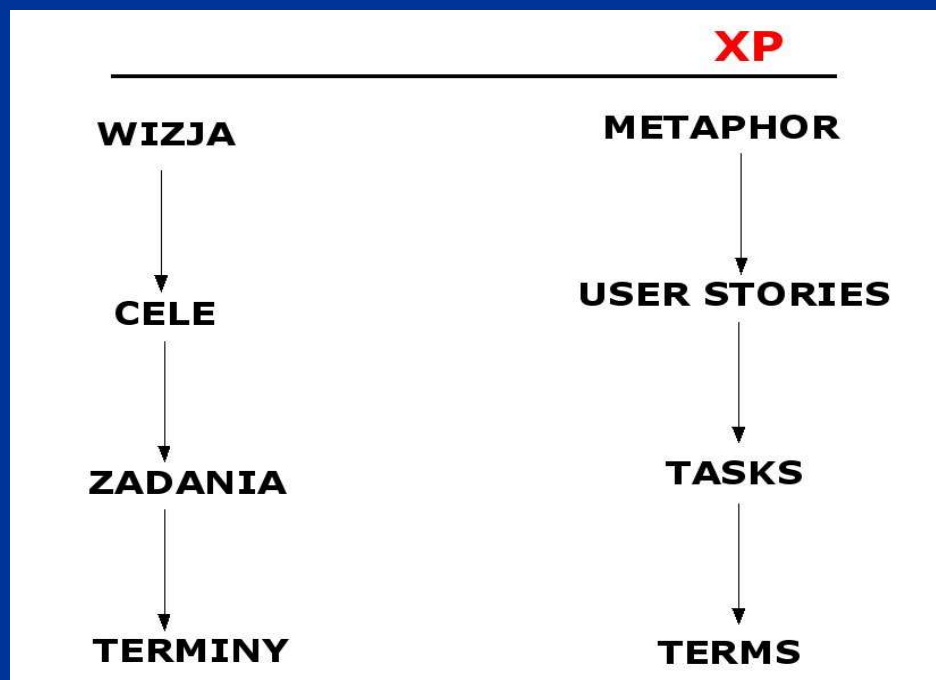 XP
WIZJA
METAPHOR
CELE
USER STORIES
ZADANIA
TASKS
TERMINY
TERMS